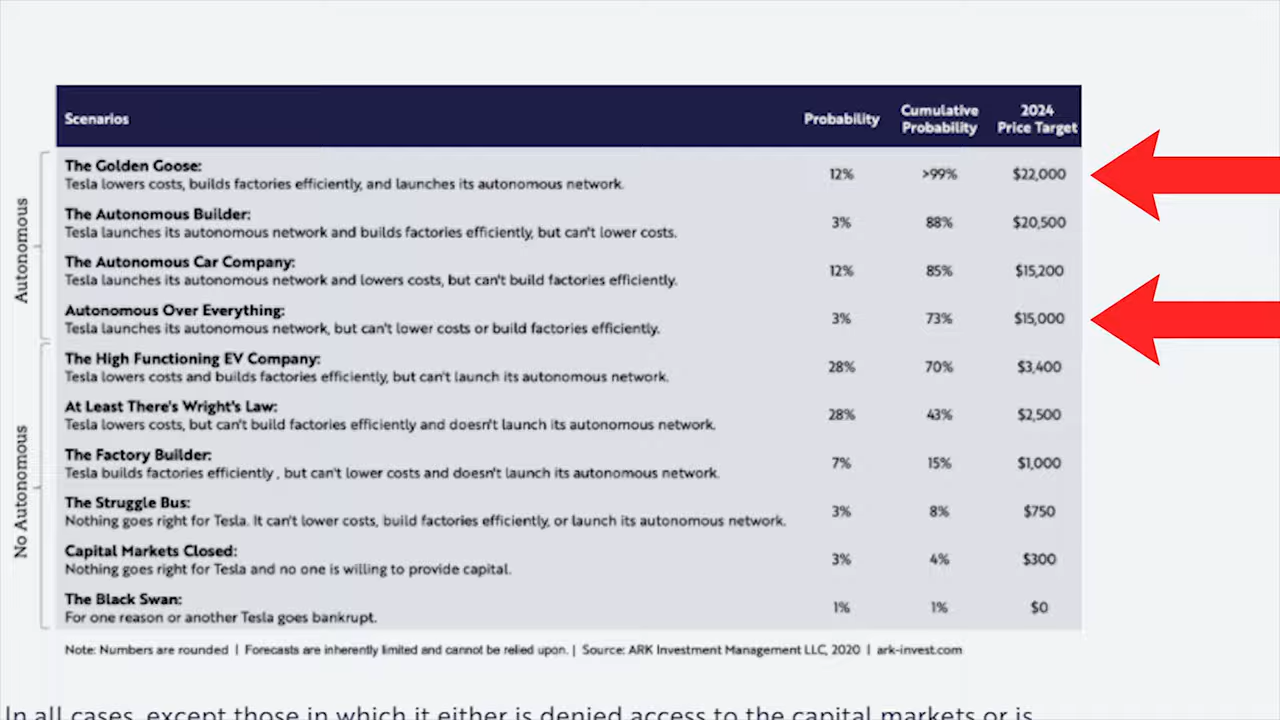 Scenarios Probability Cumulative Probability 2024 Price Target
Autonomous
The Golden Goose:
Tesla lowers costs, builds factories efficiently, and launches its autonomous network. 12% >99% $22,000
The Autonomous Builder:
Tesla launches its autonomous network and builds factories efficiently, but can't lower costs. 3% 88% $20,500
The Autonomous Car Company:
Tesla launches its autonomous network and lowers costs, but can't build factories efficiently. 12% 85% $15,200
Autonomous Over Everything:
Tesla launches its autonomous network, but can't lower costs or build factories efficiently. 3% 73% $15,000
No Autonomous
The High Functioning EV Company:
Tesla lowers costs and builds factories efficiently, but can't launch its autonomous network. 28% 70% $3,400
At Least There's Wright's Law:
Tesla lowers costs, but can't build factories efficiently and doesn't launch its autonomous network. 28% 43% $2,500
The Factory Builder:
Tesla builds factories efficiently , but can't lower costs and doesn't launch its autonomous network. 7% 15% $1,000
The Struggle Bus:
Nothing goes right for Tesla. It can't lower costs, build factories efficiently, or launch its autonomous network. 3% 8% $750
Capital Markets Closed:
Nothing goes right for Tesla and no one is willing to provide capital. 3% 4% $300
The Black Swan:
For one reason or another Tesla goes bankrupt. 1% 1% $0
Note: Numbers are rounded | Forecasts are inherently limited and cannot be relied upon. | Source: ARK Investment Management LLC, 2020 | ark-invest.com
In all cases, except those in which it either is denied access to the capital markets or is